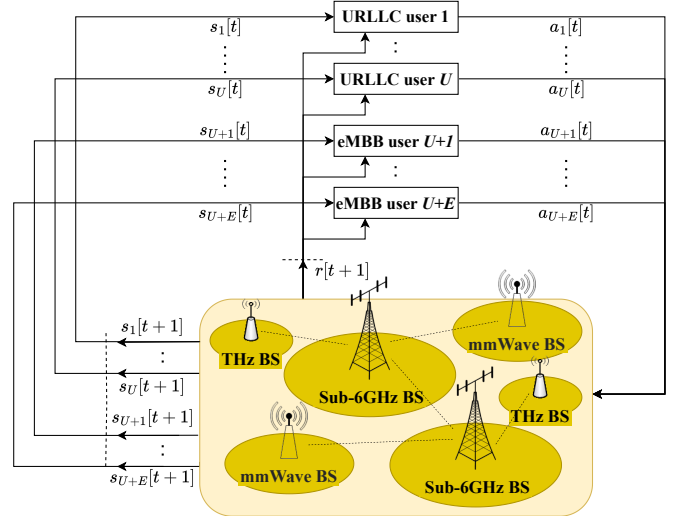 URLLC user 1
s_1[t]
a_1[t]
URLLC user U
s_U[t]
a_U[t]
eMBB user U+1
s_{U+1}[t]
a_{U+1}[t]
eMBB user U+E
s_{U+E}[t]
a_{U+E}[t]
r[t+1]
s_1[t+1]
THz BS
mmWave BS
s_U[t+1]
Sub-6GHz BS
THz BS
s_{U+1}[t+1]
mmWave BS
s_{U+E}[t+1]
Sub-6GHz BS